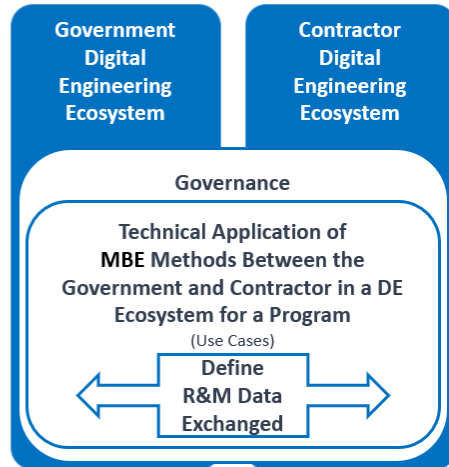 Government
Digital
Engineering
Ecosystem
Contractor
Digital
Engineering
Ecosystem
Governance
Technical Application of
MBE Methods Between the
Government and Contractor in a DE
Ecosystem for a Program
(Use Cases)
Define
R&M Data
Exchanged